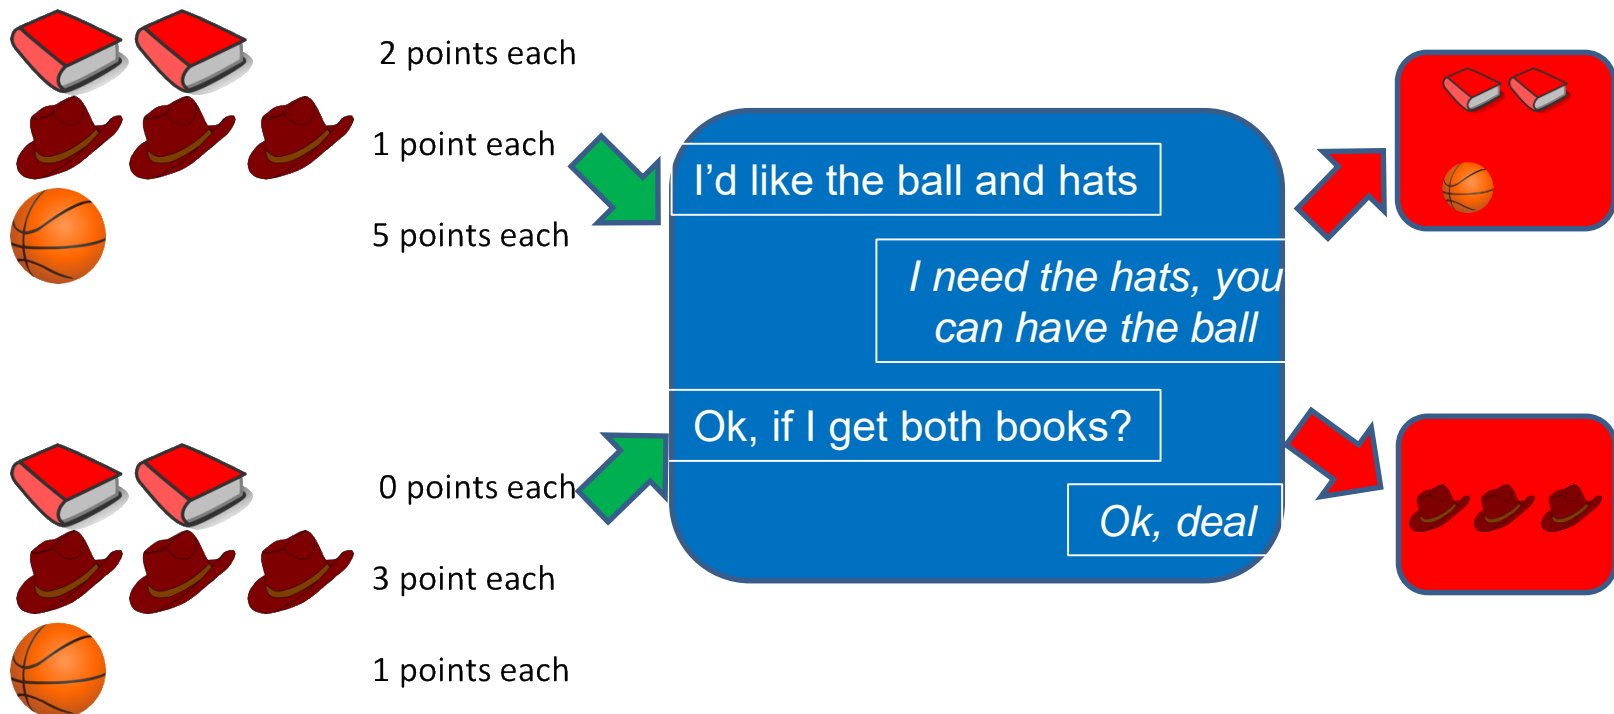 2 points each
1 point each
5 points each
I'd like the ball and hats
I need the hats, you
can have the ball
Ok, if I get both books?
Ok, deal
0 points each
3 point each
1 points each